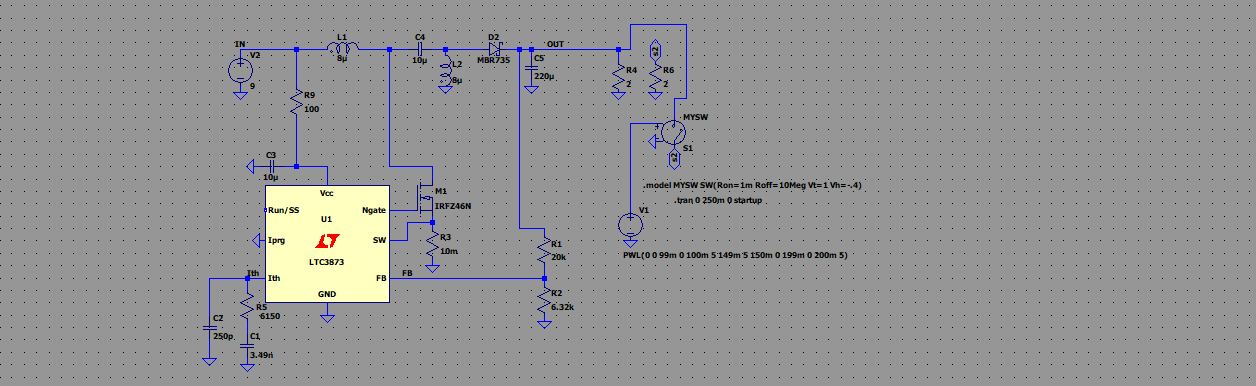 IN
V2
9
L1
8µ
C4
10µ
L2
8µ
D2
MBR735
OUT
C5
220µ
R4
2
s2
R6
2
R9
100
MYSW
S1
s2
C3
10µ
.model MYSW SW(Ron=1m Roff=10Meg Vt=1 Vh=-.4)
.tran 0 250m 0 startup
Vcc
Run/SS
Ngate
U1
Iprg
SW
LTC3873
Ith
Ith
FB
GND
M1
IRFZ46N
R3
10m
FB
V1
PWL(0 0 99m 0 100m 5 149m 5 150m 0 199m 0 200m 5)
R1
20k
R2
6.32k
R5
6150
C2
250p
C1
3.49n